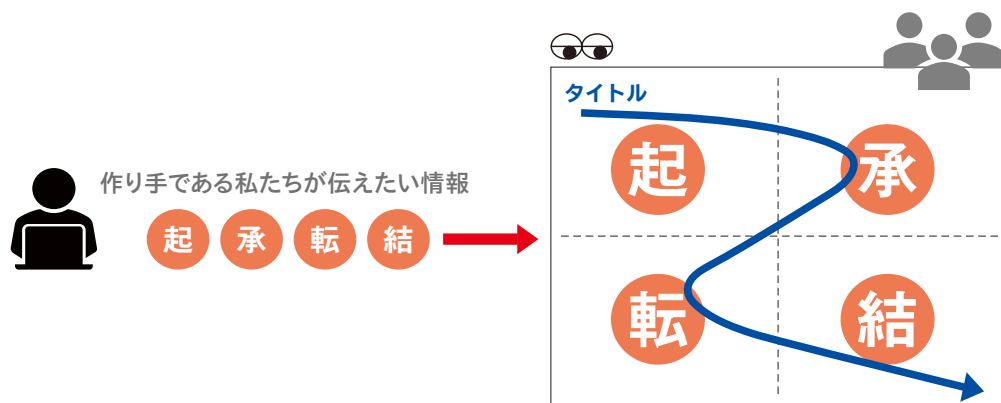 作り手である私たちが伝えたい情報
起 承 転 結
タイトル
起 承
転 結